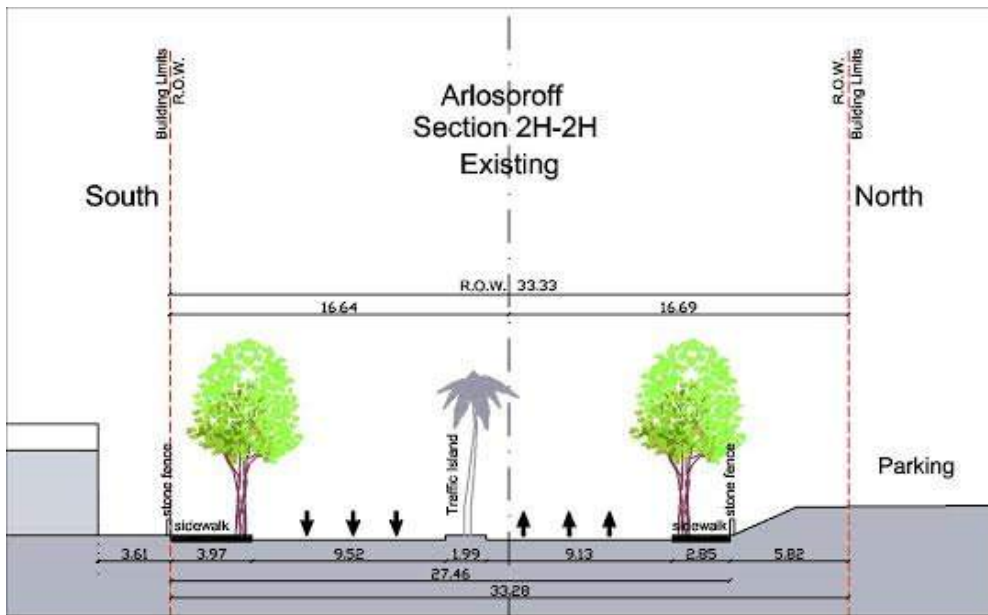 Building Limits
R.O.W.
Arlosoroff
Section 2H-2H
Existing
R.O.W.
Building Limits
South
North
R.O.W. 33.33
16.64
16.69
stone fence
Traffic Island
stone fence
Parking
sidewalk
sidewalk
3.61
3.97
9.52
1.99
9.13
2.85
5.82
27.46
33.28